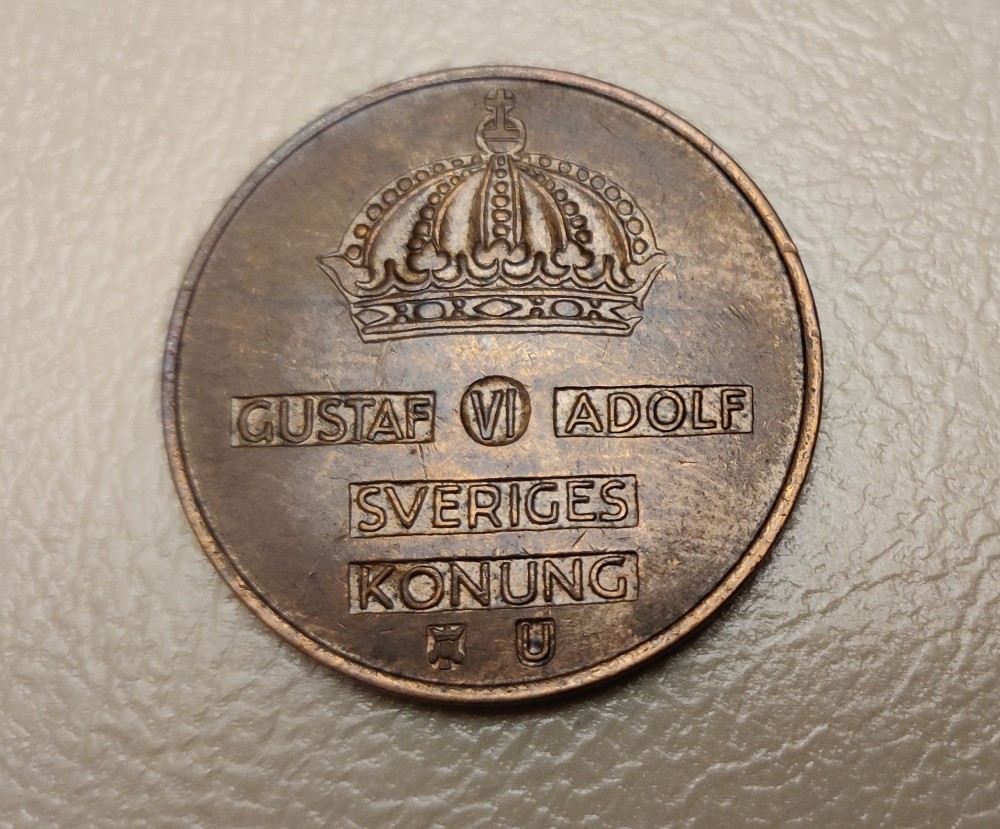 GUSTAF VI ADOLF
SVERIGES
KONUNG
U